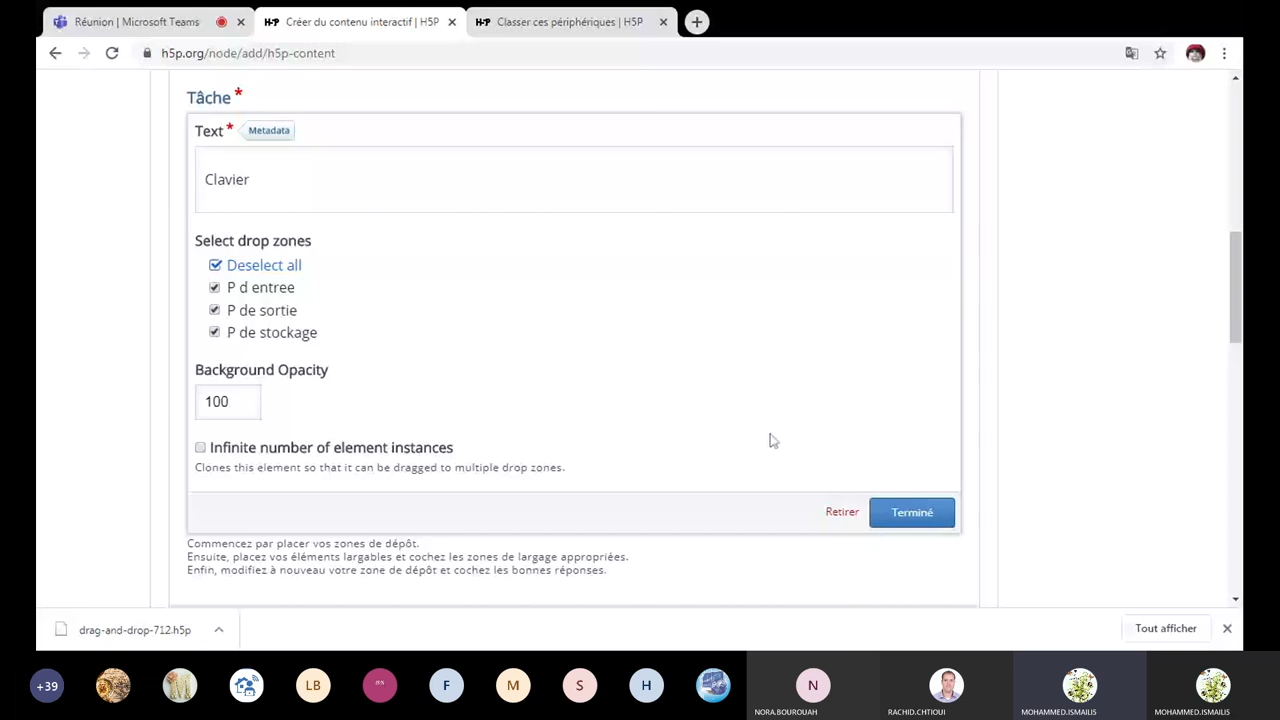 Réunion | Microsoft Teams
H-P Créer du contenu interactif | H5P
H-P Classer ces périphériques | H5P
h5p.org/node/add/h5p-content
Tâche *
Text * Metadata
Clavier
Select drop zones
Deselect all
P d entree
P de sortie
P de stockage
Background Opacity
100
Infinite number of element instances
Clones this element so that it can be dragged to multiple drop zones.
Retirer Terminé
Commencez par placer vos zones de dépôt.
Ensuite, placez vos éléments largables et cochez les zones de largage appropriées.
Enfin, modifiez à nouveau votre zone de dépôt et cochez les bonnes réponses.
drag-and-drop-712.h5p Tout afficher
+39 LB F M S H N
NORA.BOUROUAH RACHID.CHTIOUI MOHAMMED.ISMAILIS MOHAMMED.ISMAILIS